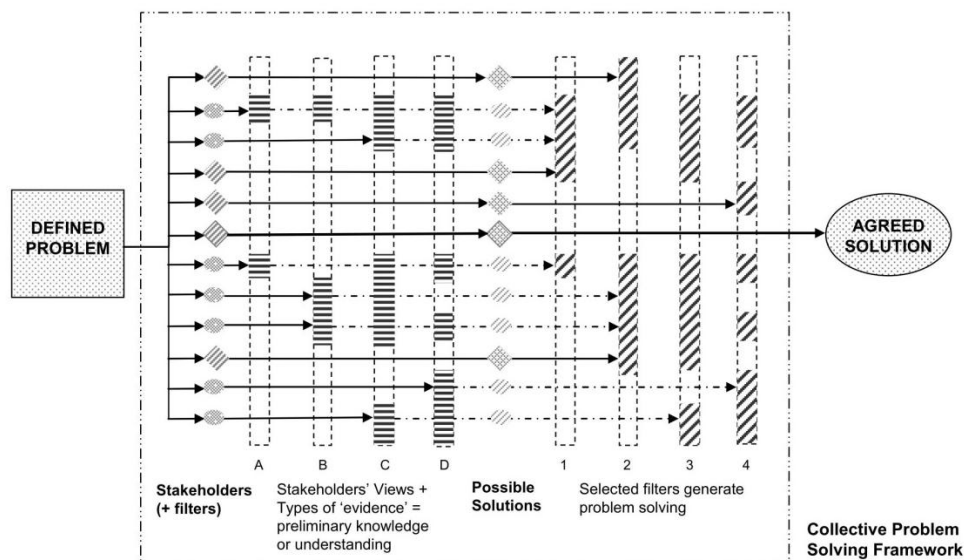 DEFINED
PROBLEM
AGREED
SOLUTION
A B C D 1 2 3 4
Stakeholders
(+ filters)
Stakeholders' Views +
Types of 'evidence' =
preliminary knowledge
or understanding
Possible
Solutions
Selected filters generate
problem solving
Collective Problem
Solving Framework